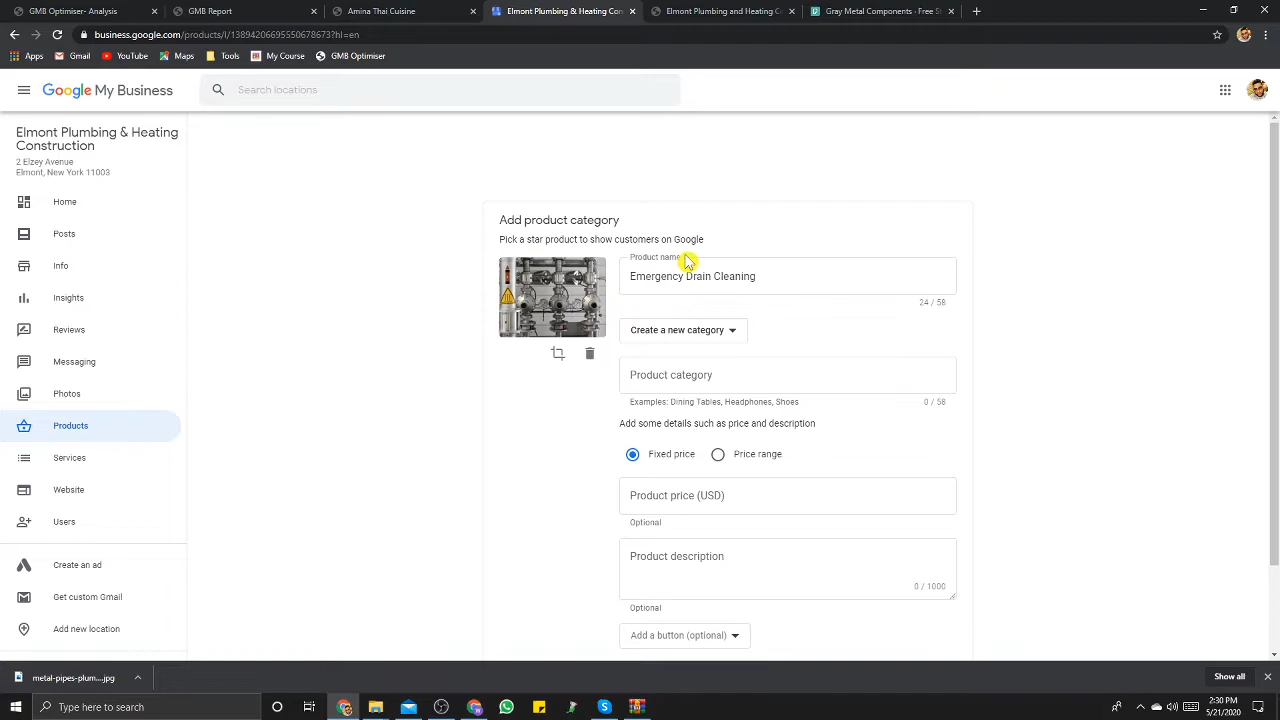 GMB Optimiser- Analysis
GMB Report
Amina Thai Cuisine
Elmont Plumbing & Heating Con
Elmont Plumbing and Heating C
Gray Metal Components - Free S
business.google.com/products/l/13894206695506786​73?hl=en
Apps
Gmail
YouTube
Maps
Tools
My Course
GMB Optimiser
Google My Business
Search locations
Elmont Plumbing & Heating
Construction
2 Elzey Avenue
Elmont, New York 11003
Home
Posts
Info
Insights
Reviews
Messaging
Photos
Products
Services
Website
Users
Create an ad
Get custom Gmail
Add new location
Add product category
Pick a star product to show customers on Google
Product name
Emergency Drain Cleaning
24 / 58
Create a new category
Product category
Examples: Dining Tables, Headphones, Shoes
0 / 58
Add some details such as price and description
Fixed price
Price range
Product price (USD)
Optional
Product description
0 / 1000
Optional
Add a button (optional)
metal-pipes-plum....jpg
Show all
Type here to search
2:30 PM
5/21/2020